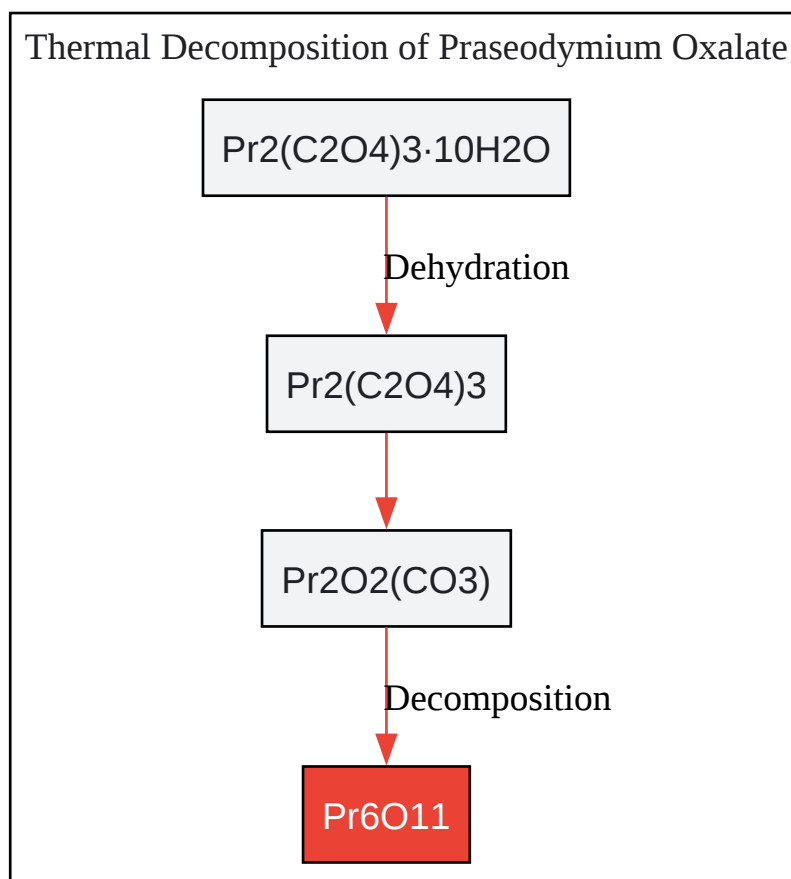 Thermal Decomposition of Praseodymium Oxalate
Pr2(C2O4)3·10H2O
Dehydration
Pr2(C2O4)3
Pr2O2(CO3)
Decomposition
Pr6O11